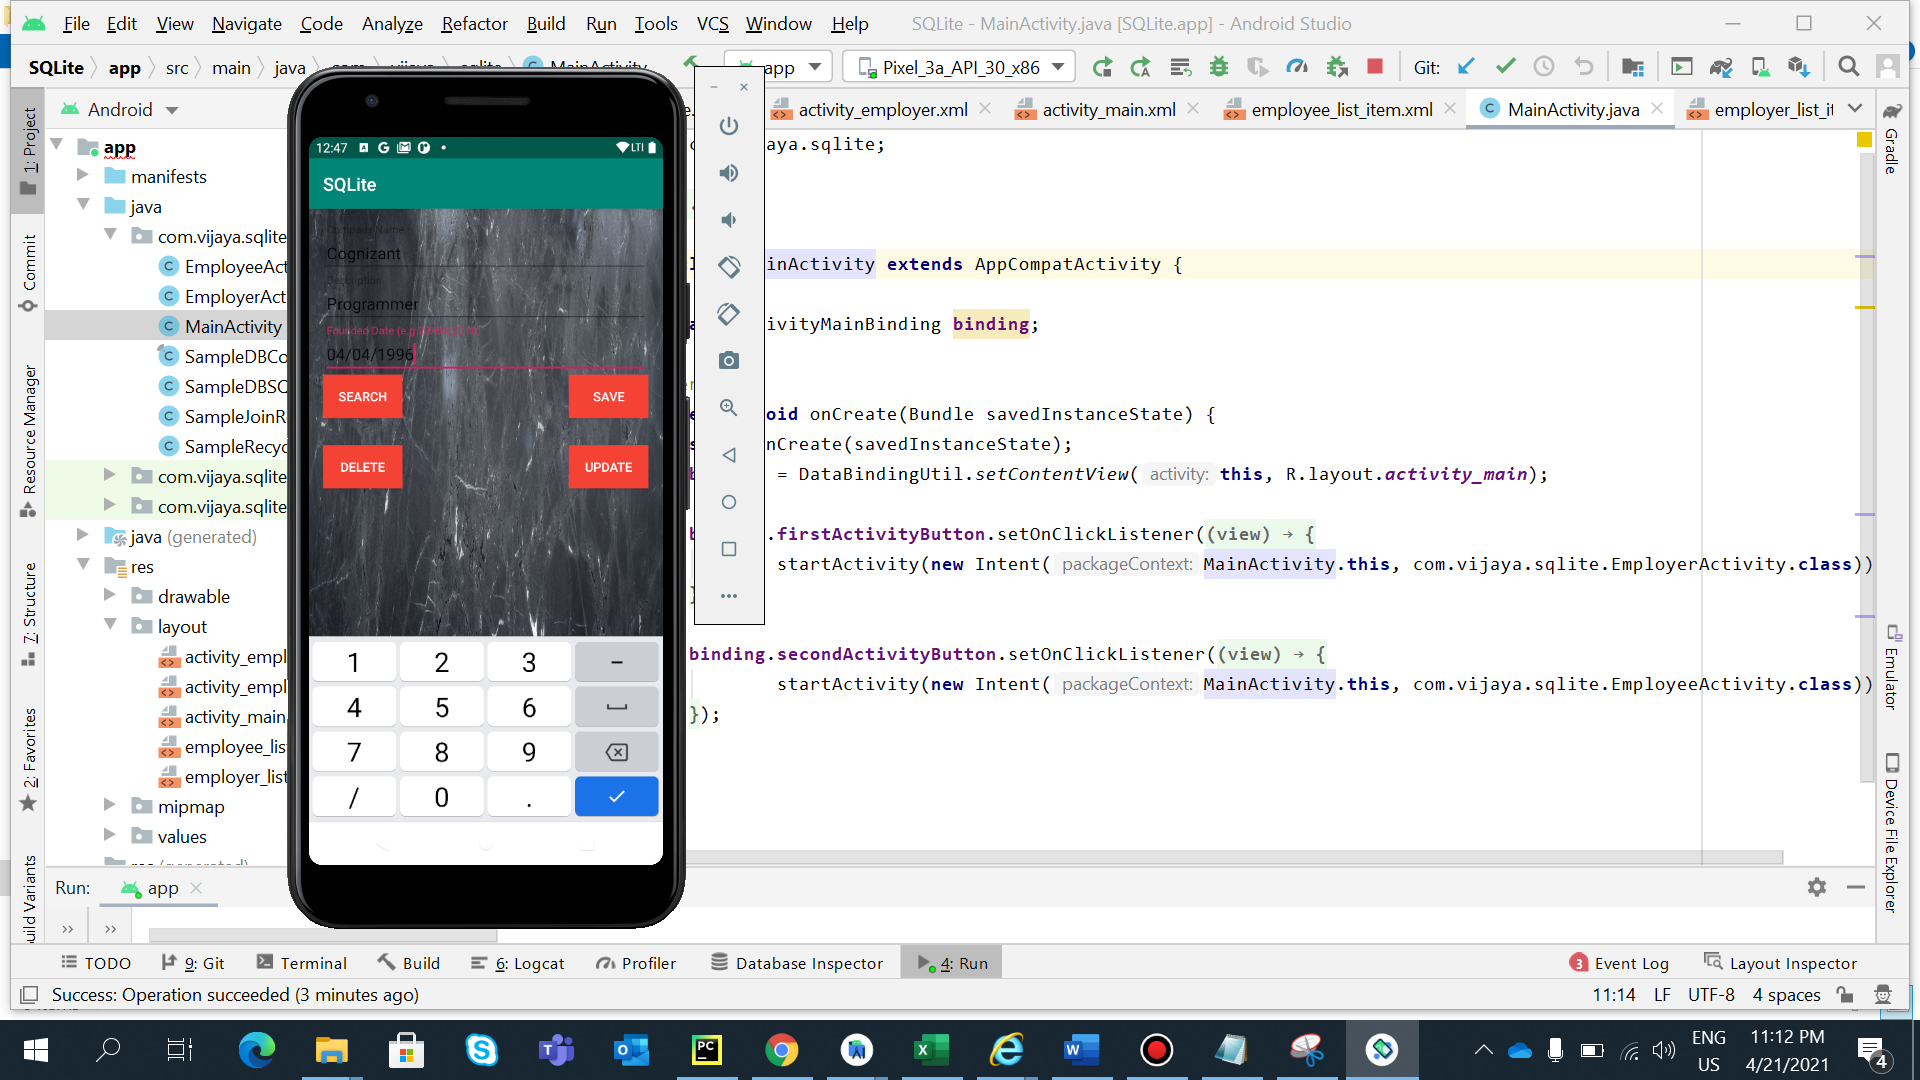 File Edit View Navigate Code Analyze Refactor Build Run Tools VCS Window Help SQLite - MainActivity.java [SQLite.app] - Android Studio
SQLite app src main java MainActivity app Pixel_3a_API_30_x86 Git:
Android activity_employer.xml activity_main.xml employee_list_item.xml MainActivity.java employer_list_it
1: Project
Commit
Resource Manager
7: Structure
2: Favorites
uild Variants
app
manifests
java
com.vijaya.sqlite
EmployeeAct
EmployerAct
MainActivity
SampleDBCo
SampleDBSQ
SampleJoinR
SampleRecyc
com.vijaya.sqlite
com.vijaya.sqlite
java (generated)
res
drawable
layout
activity_empl
activity_empl
activity_main.
employee_lis
employer_list
mipmap
values
12:47 LTE
SQLite
Company Name
Cognizant
Description
Programmer
Founded Date
04/04/1996
SEARCH SAVE
DELETE UPDATE
1 2 3 -
4 5 6
7 8 9
/ 0 .
aya.sqlite;
inActivity extends AppCompatActivity {
ivityMainBinding binding;
oid onCreate(Bundle savedInstanceState) {
nCreate(savedInstanceState);
= DataBindingUtil.setContentView( activity: this, R.layout.activity_main);
.firstActivityButton.setOnClickListener((view) → {
startActivity(new Intent( packageContext: MainActivity.this, com.vijaya.sqlite.EmployerActivity.class))
binding.secondActivityButton.setOnClickListener((view) → {
startActivity(new Intent( packageContext: MainActivity.this, com.vijaya.sqlite.EmployeeActivity.class))
});
Gradle
Emulator
Device File Explorer
Run: app
TODO 9: Git Terminal Build 6: Logcat Profiler Database Inspector 4: Run 3 Event Log Layout Inspector
Success: Operation succeeded (3 minutes ago) 11:14 LF UTF-8 4 spaces
ENG 11:12 PM
US 4/21/2021 4